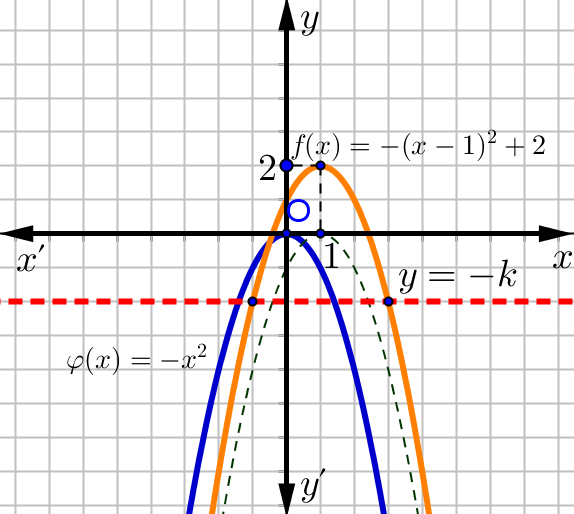 y
f(x) = −(x − 1)² + 2
2
O
x′
1
x
y = −k
φ(x) = −x²
y′